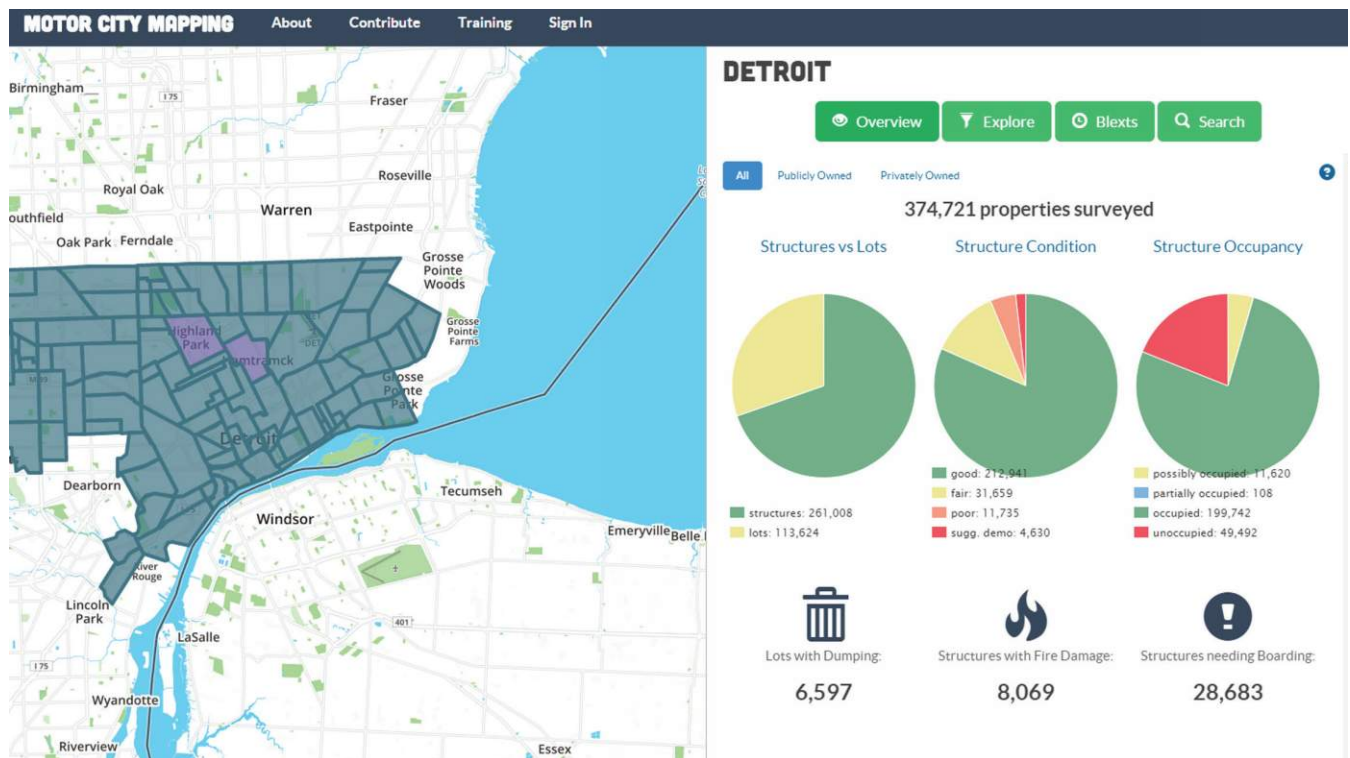 MOTOR CITY MAPPING
About
Contribute
Training
Sign In
Birmingham
I 75
Fraser
Royal Oak
Roseville
outhfield
Warren
Oak Park
Ferndale
Eastpointe
Grosse
Pointe
Woods
Highland
Park
Grosse
Pointe
Farms
DET
Grosse
Pointe
Park
Detroit
Dearborn
Tecumseh
Windsor
Emeryville
Belle
River
Rouge
Lincoln
Park
401
LaSalle
I 75
Wyandotte
Riverview
Essex
DETROIT
Overview
Explore
Blexts
Search
All
Publicly Owned
Privately Owned
?
374,721 properties surveyed
Structures vs Lots
Structure Condition
Structure Occupancy
structures: 261,008
lots: 113,624
good: 212,941
fair: 31,659
poor: 11,735
sugg. demo: 4,630
possibly occupied: 11,620
partially occupied: 108
occupied: 199,742
unoccupied: 49,492
Lots with Dumping:
6,597
Structures with Fire Damage:
8,069
Structures needing Boarding:
28,683